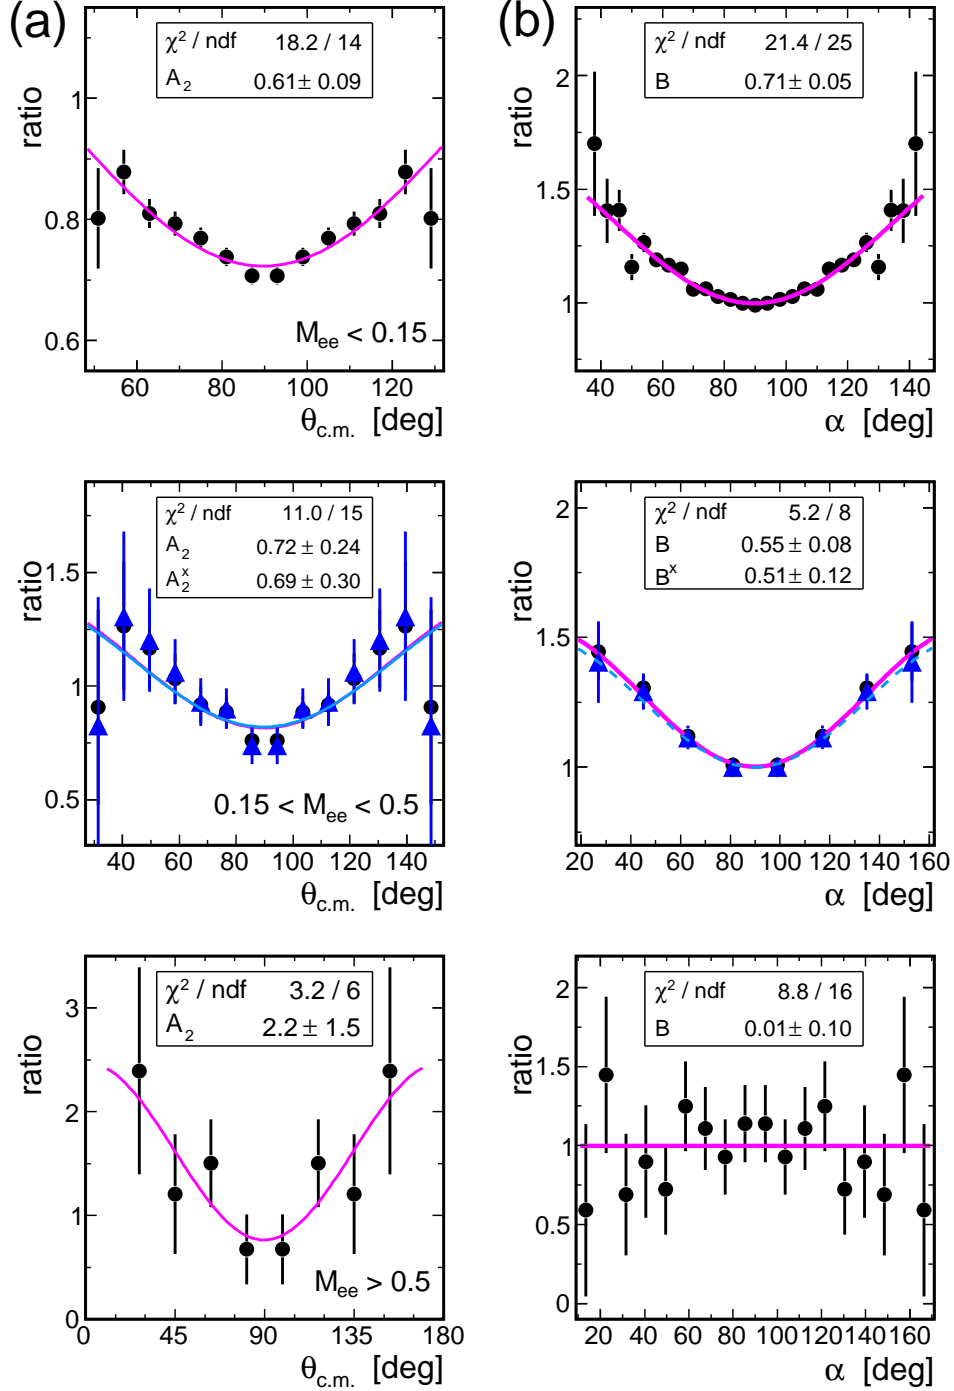 (a)
χ² / ndf 18.2 / 14
A₂ 0.61± 0.09
ratio
1
0.8
0.6
M_ee < 0.15
60 80 100 120
θ_c.m. [deg]
(b)
χ² / ndf 21.4 / 25
B 0.71± 0.05
ratio
2
1.5
1
40 60 80 100 120 140
α [deg]
χ² / ndf 11.0 / 15
A₂ 0.72± 0.24
A₂ˣ 0.69± 0.30
ratio
1.5
1
0.5
0.15 < M_ee < 0.5
40 60 80 100 120 140
θ_c.m. [deg]
χ² / ndf 5.2 / 8
B 0.55± 0.08
Bˣ 0.51± 0.12
ratio
2
1.5
1
20 40 60 80 100 120 140 160
α [deg]
χ² / ndf 3.2 / 6
A₂ 2.2± 1.5
ratio
3
2
1
0
M_ee > 0.5
0 45 90 135 180
θ_c.m. [deg]
χ² / ndf 8.8 / 16
B 0.01± 0.10
ratio
2
1.5
1
0.5
0
20 40 60 80 100 120 140 160
α [deg]